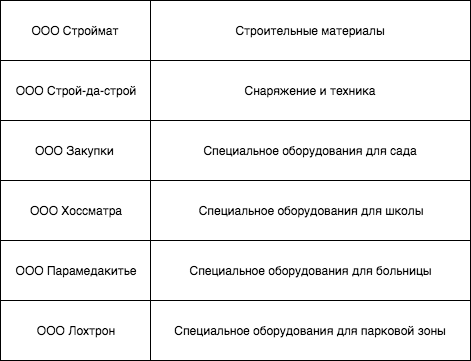 ООО Строймат Строительные материалы
ООО Строй-да-строй Снаряжение и техника
ООО Закупки Специальное оборудования для сада
ООО Хоссматра Специальное оборудования для школы
ООО Парамедакитье Специальное оборудования для больницы
ООО Лохтрон Специальное оборудования для парковой зоны